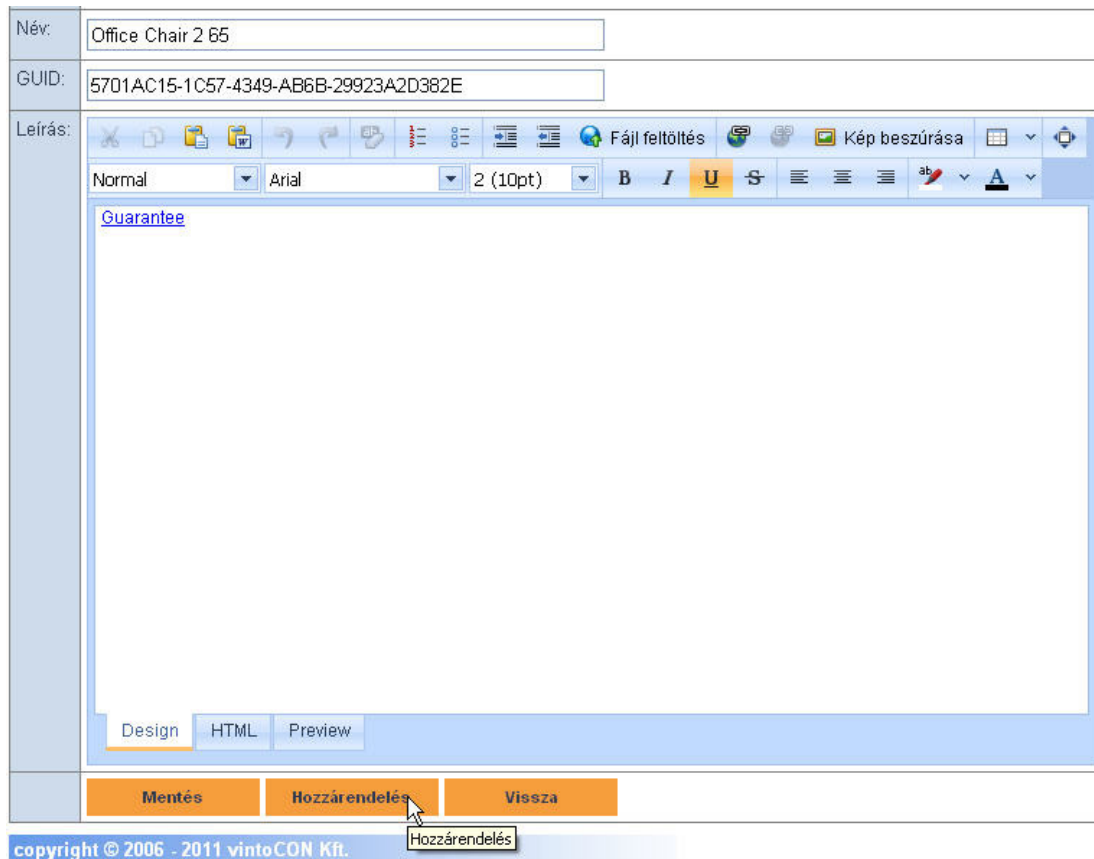 Név:
Office Chair 2 65
GUID:
5701AC15-1C57-4349-AB6B-29923A2D382E
Leírás:
Fájl feltöltés Kép beszúrása
Normal Arial 2 (10pt) B I U S ab A
Guarantee
Design HTML Preview
Mentés Hozzárendelés Vissza
Hozzárendelés
copyright © 2006 - 2011 vintoCON Kft.